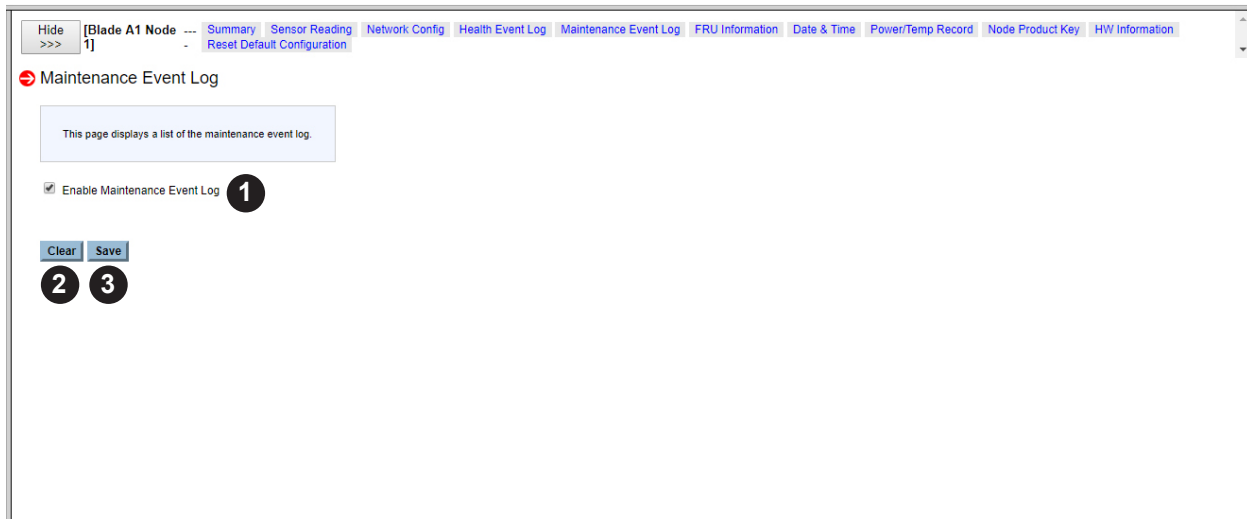 Hide [Blade A1 Node --- Summary Sensor Reading Network Config Health Event Log Maintenance Event Log FRU Information Date & Time Power/Temp Record Node Product Key HW Information
>>> 1] - Reset Default Configuration
Maintenance Event Log
This page displays a list of the maintenance event log.
Enable Maintenance Event Log 1
Clear Save
2 3